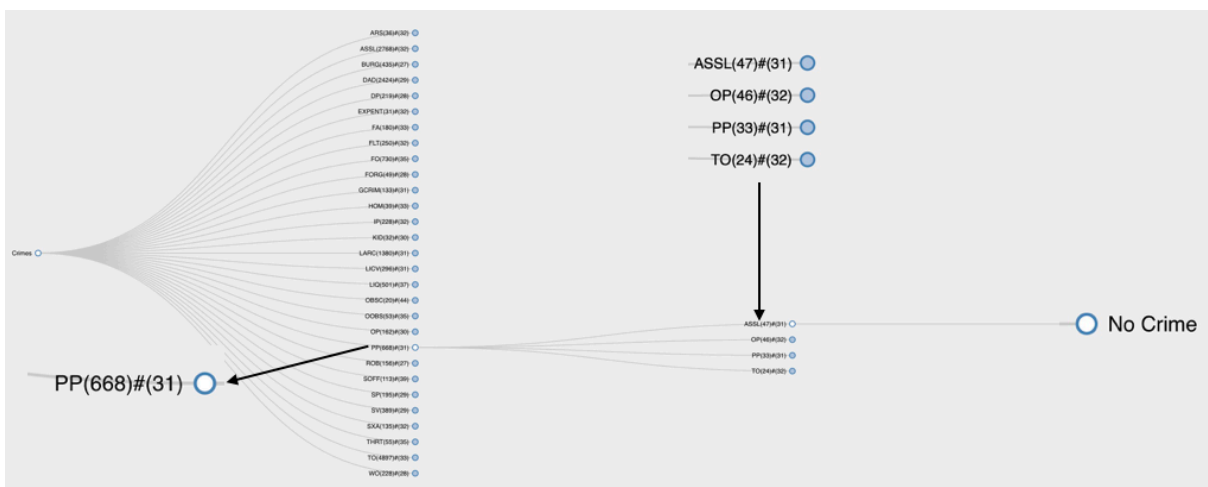 Crimes
ARS(36)#(32)
ASSL(2768)#(32)
BURG(435)#(27)
DAD(2424)#(29)
DP(219)#(28)
EXPENT(31)#(32)
FA(180)#(33)
FLT(250)#(32)
FO(730)#(35)
FORG(49)#(28)
GCRIM(133)#(31)
HOM(39)#(33)
IP(228)#(32)
KID(32)#(30)
LARC(1380)#(31)
LICV(296)#(31)
LIQ(501)#(37)
OBSC(20)#(44)
OOBS(53)#(35)
OP(162)#(30)
PP(668)#(31)
ROB(156)#(27)
SOFF(113)#(39)
SP(195)#(29)
SV(389)#(29)
SXA(135)#(32)
THRT(55)#(35)
TO(4897)#(33)
WO(228)#(28)
PP(668)#(31)
ASSL(47)#(31)
OP(46)#(32)
PP(33)#(31)
TO(24)#(32)
ASSL(47)#(31)
OP(46)#(32)
PP(33)#(31)
TO(24)#(32)
No Crime